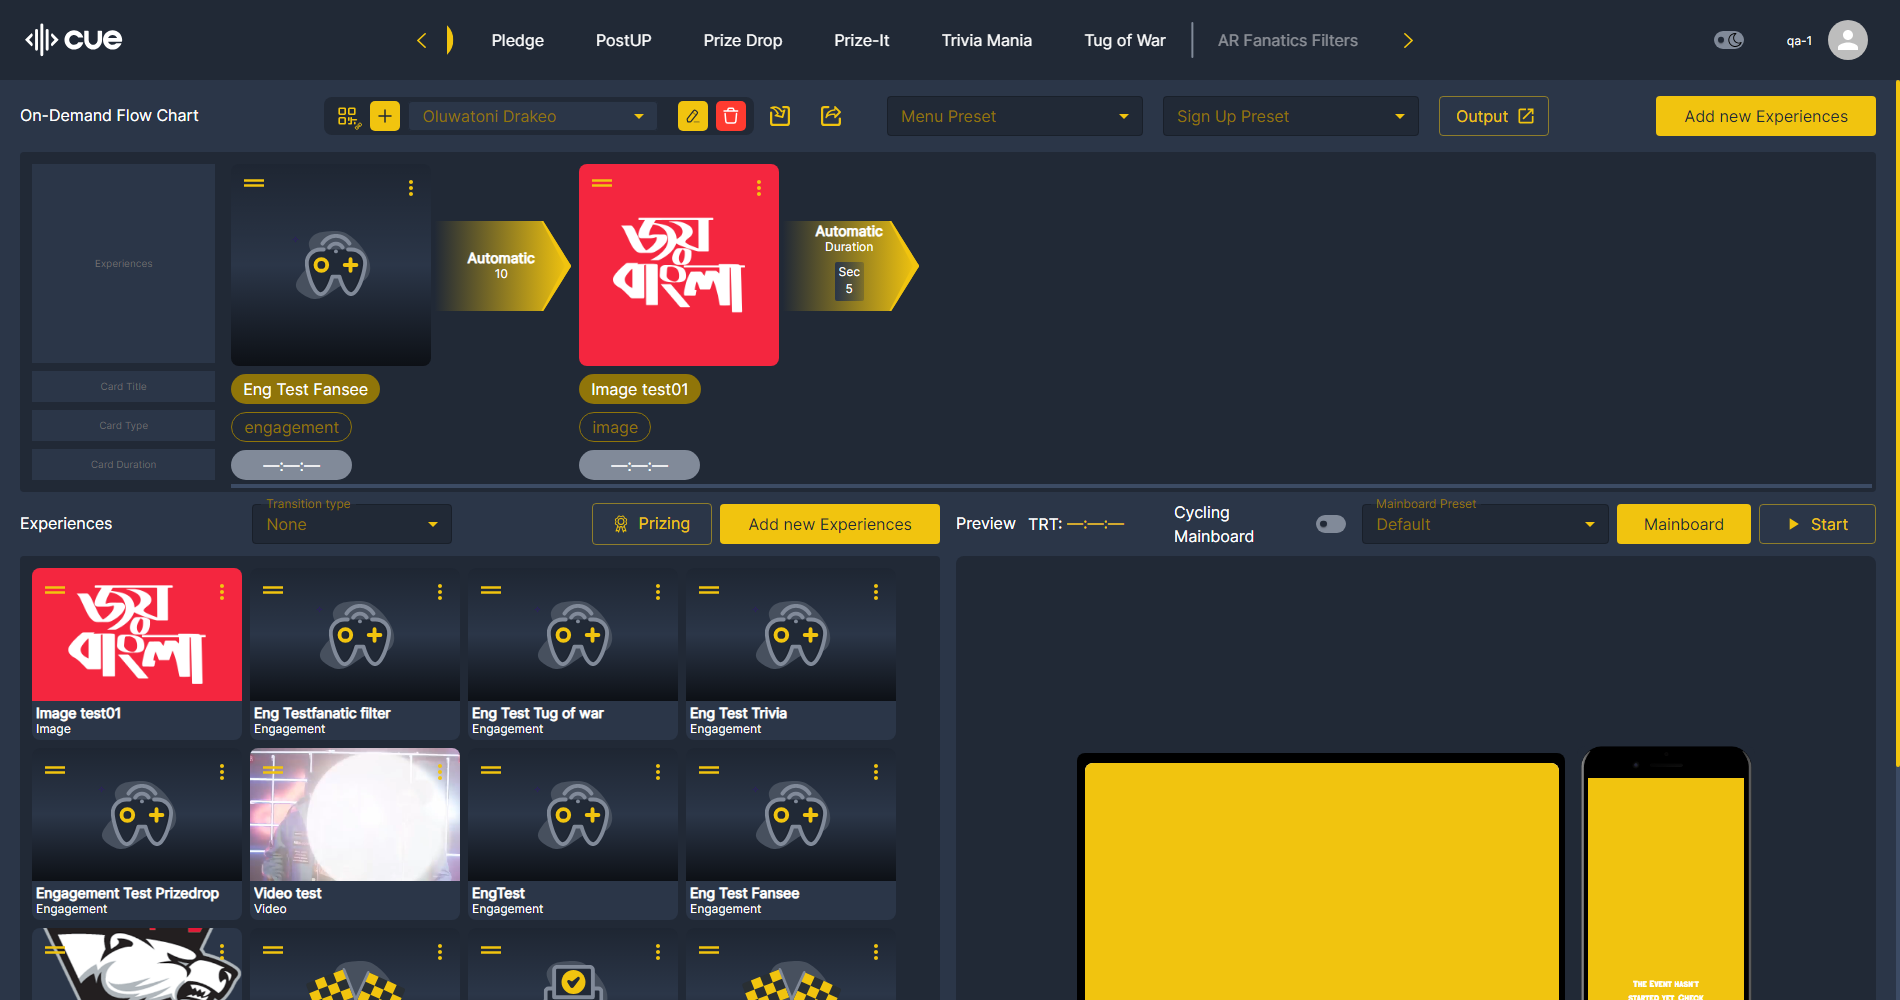 cue
Pledge
PostUP
Prize Drop
Prize-It
Trivia Mania
Tug of War
AR Fanatics Filters
qa-1
On-Demand Flow Chart
Oluwatoni Drakeo
Menu Preset
Sign Up Preset
Output
Add new Experiences
Experiences
Automatic
10
জয়
বাংলা
Automatic
Duration
Sec
5
Card Title
Eng Test Fansee
Image test01
Card Type
engagement
image
Card Duration
—:—:—
—:—:—
Experiences
Transition type
None
Prizing
Add new Experiences
Preview
TRT: —:—:—
Cycling
Mainboard
Mainboard Preset
Default
Mainboard
Start
জয়
বাংলা
Image test01
Image
Eng Testfanatic filter
Engagement
Eng Test Tug of war
Engagement
Eng Test Trivia
Engagement
Engagement Test Prizedrop
Engagement
Video test
Video
EngTest
Engagement
Eng Test Fansee
Engagement
The Event hasn't
started yet. Check